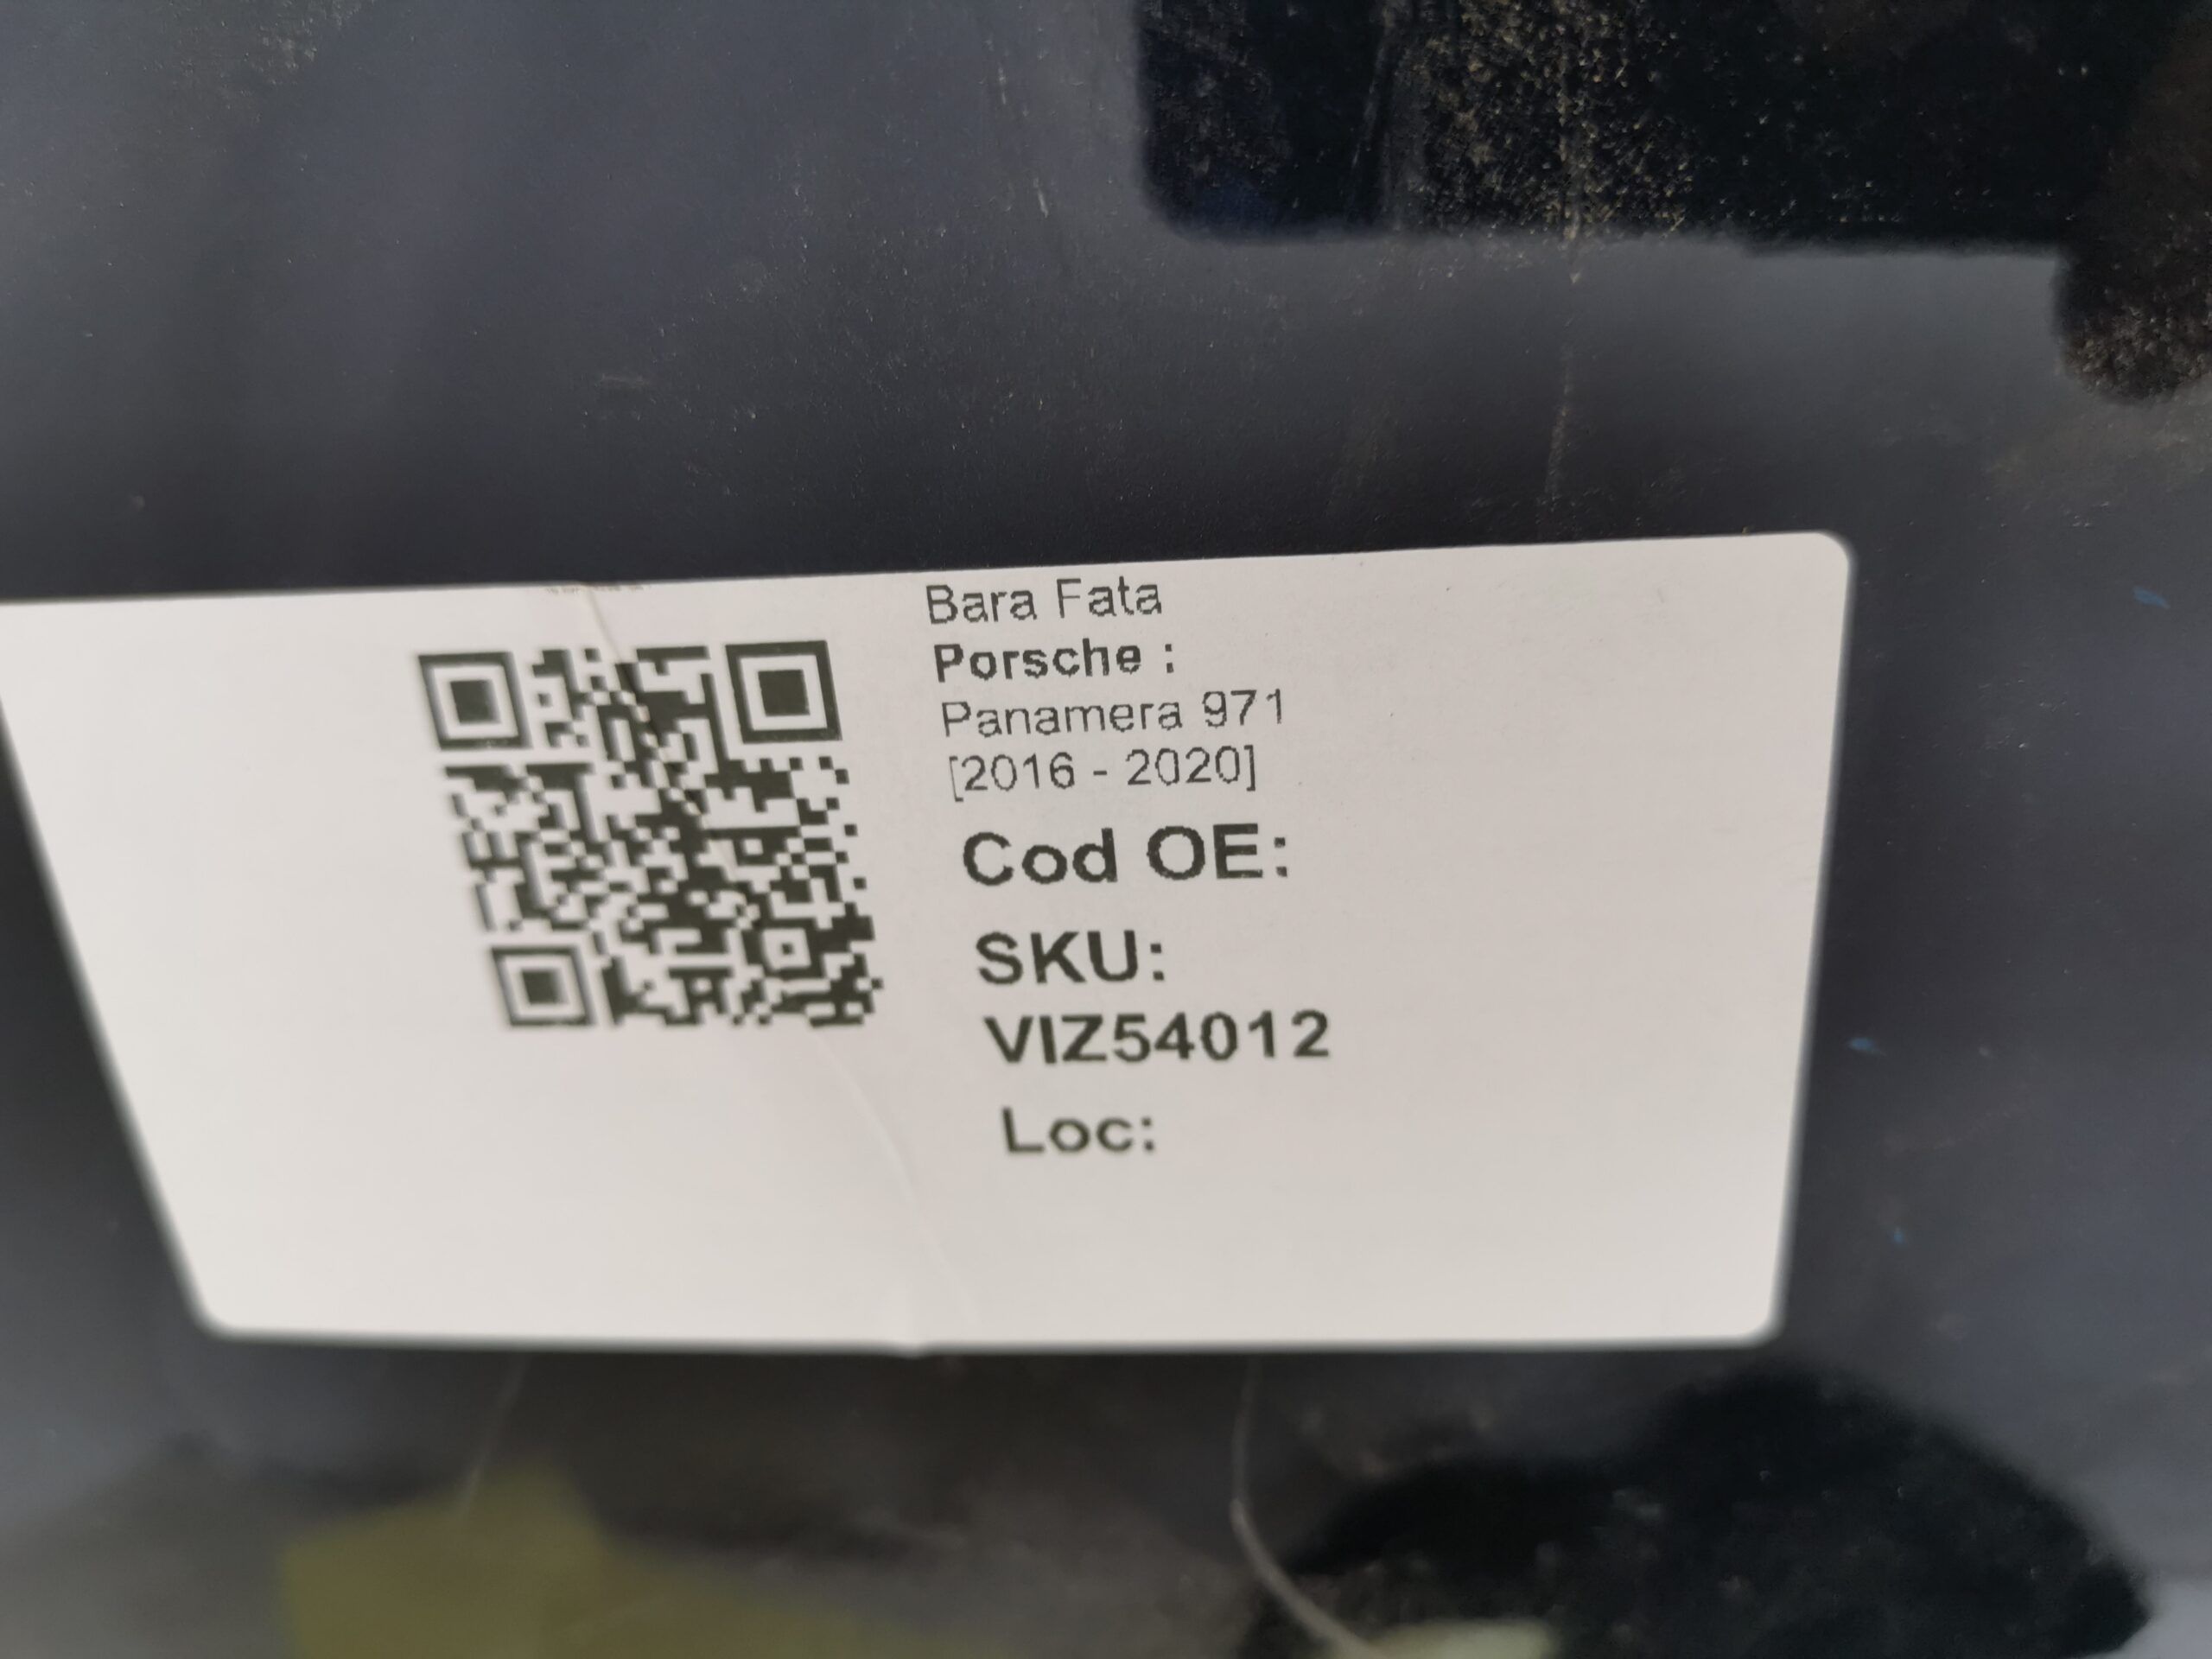 Bara Fata
Porsche :
Panamera 971
[2016 - 2020]
Cod OE:
SKU:
VIZ54012
Loc: